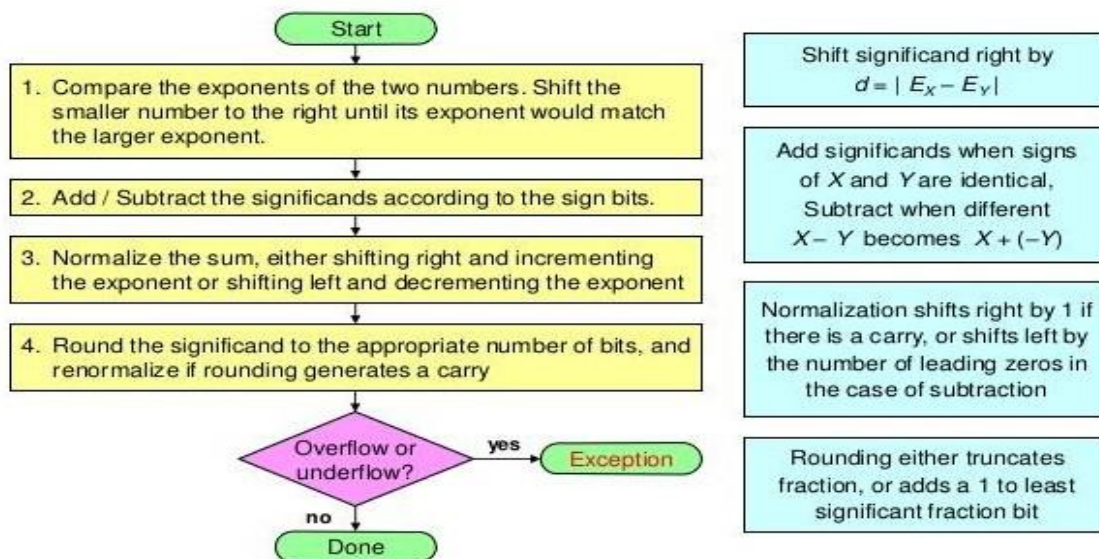 Start
1. Compare the exponents of the two numbers. Shift the
smaller number to the right until its exponent would match
the larger exponent.
2. Add / Subtract the significands according to the sign bits.
3. Normalize the sum, either shifting right and incrementing
the exponent or shifting left and decrementing the exponent
4. Round the significand to the appropriate number of bits, and
renormalize if rounding generates a carry
Overflow or
underflow?
yes
Exception
no
Done
Shift significand right by
d = | E_X − E_Y |
Add significands when signs
of X and Y are identical,
Subtract when different
X − Y becomes X + (−Y)
Normalization shifts right by 1 if
there is a carry, or shifts left by
the number of leading zeros in
the case of subtraction
Rounding either truncates
fraction, or adds a 1 to least
significant fraction bit